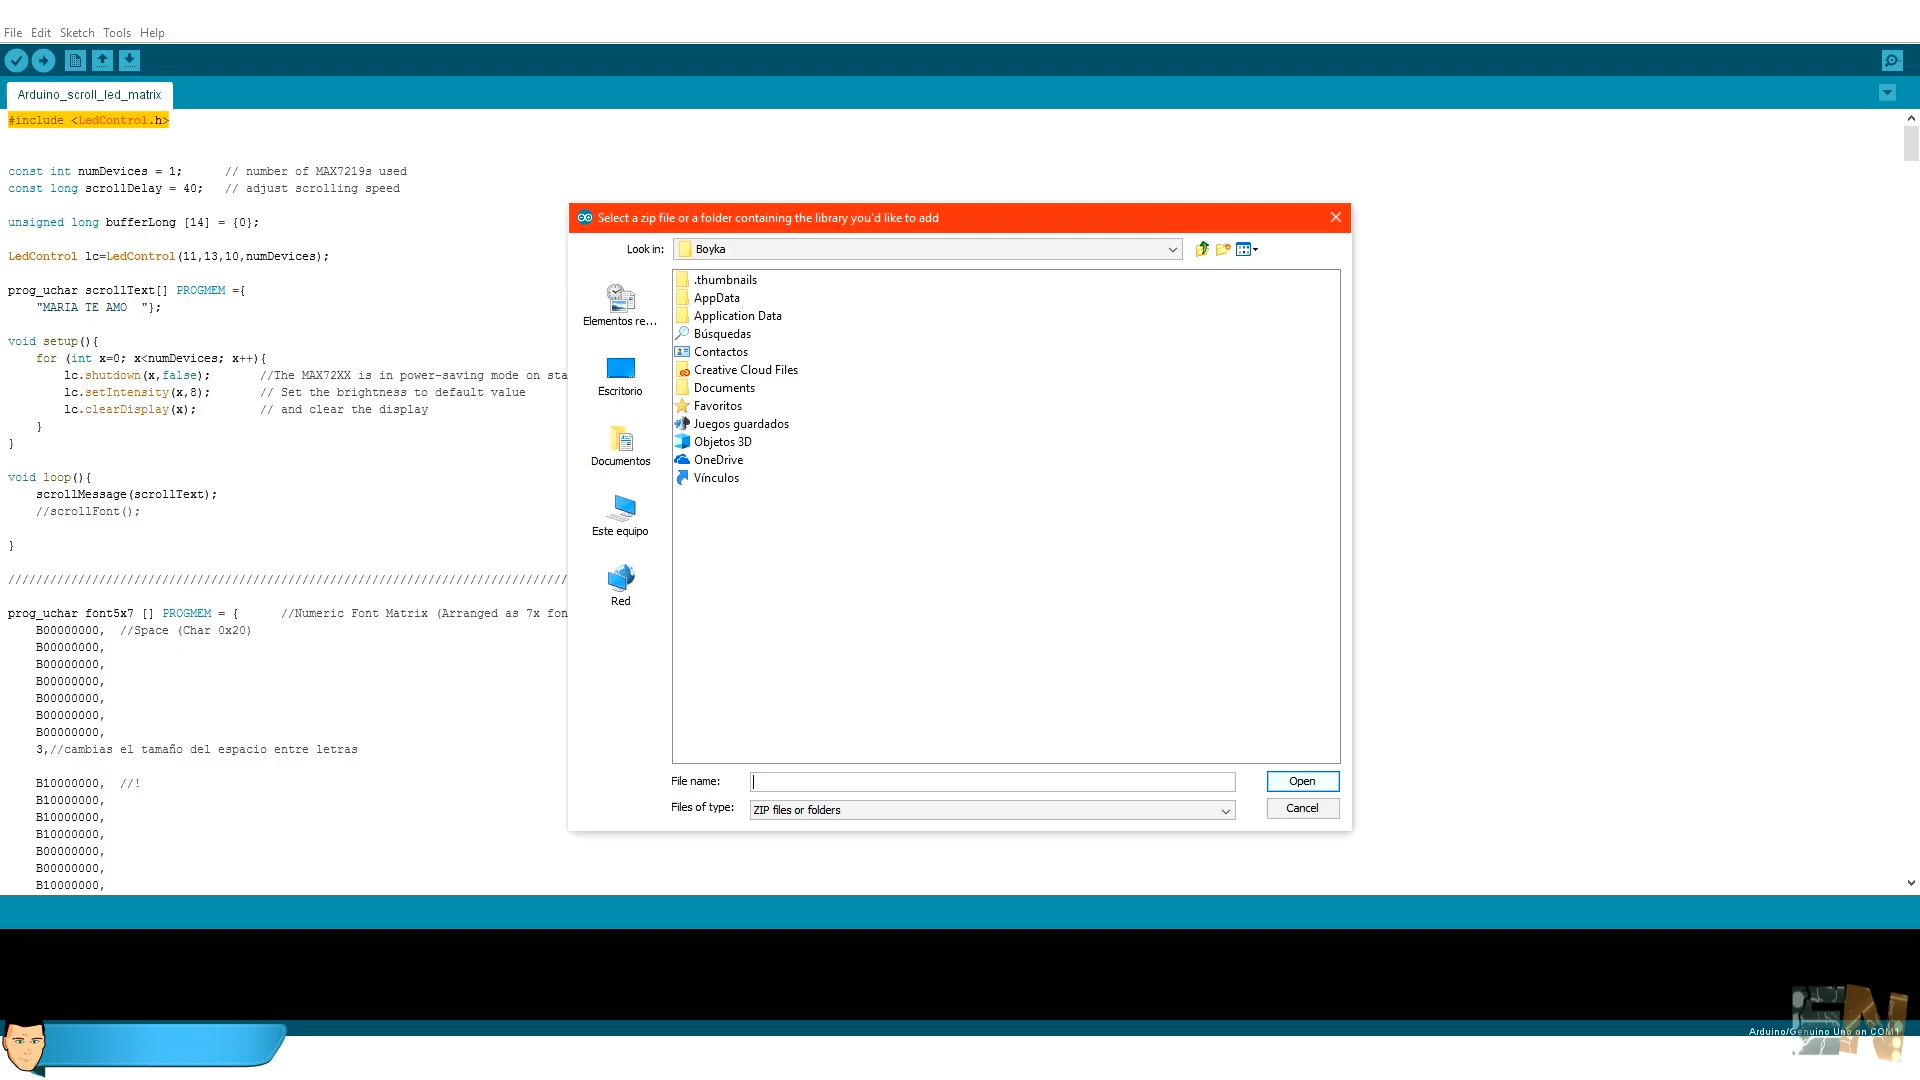 File Edit Sketch Tools Help
Arduino_scroll_led_matrix
#include <LedControl.h>
const int numDevices = 1;      // number of MAX7219s used
const long scrollDelay = 40;   // adjust scrolling speed
unsigned long bufferLong [14] = {0};
LedControl lc=LedControl(11,13,10,numDevices);
prog_uchar scrollText[] PROGMEM ={
    "MARIA TE AMO  "};
void setup(){
    for (int x=0; x<numDevices; x++){
        lc.shutdown(x,false);       //The MAX72XX is in power-saving mode on sta
        lc.setIntensity(x,8);       // Set the brightness to default value
        lc.clearDisplay(x);         // and clear the display
    }
}
void loop(){
    scrollMessage(scrollText);
    //scrollFont();
}
////////////////////////////////////////////////////////////////////////////////
prog_uchar font5x7 [] PROGMEM = {      //Numeric Font Matrix (Arranged as 7x fon
    B00000000,  //Space (Char 0x20)
    B00000000,
    B00000000,
    B00000000,
    B00000000,
    B00000000,
    B00000000,
    3,//cambias el tamaño del espacio entre letras
    B10000000,  //!
    B10000000,
    B10000000,
    B10000000,
    B00000000,
    B00000000,
    B10000000,
Select a zip file or a folder containing the library you'd like to add
Look in: Boyka
Elementos re...
Escritorio
Documentos
Este equipo
Red
.thumbnails
AppData
Application Data
Búsquedas
Contactos
Creative Cloud Files
Documents
Favoritos
Juegos guardados
Objetos 3D
OneDrive
Vínculos
File name: Open
Files of type: ZIP files or folders Cancel
EN
Arduino/Genuino Uno on COM1